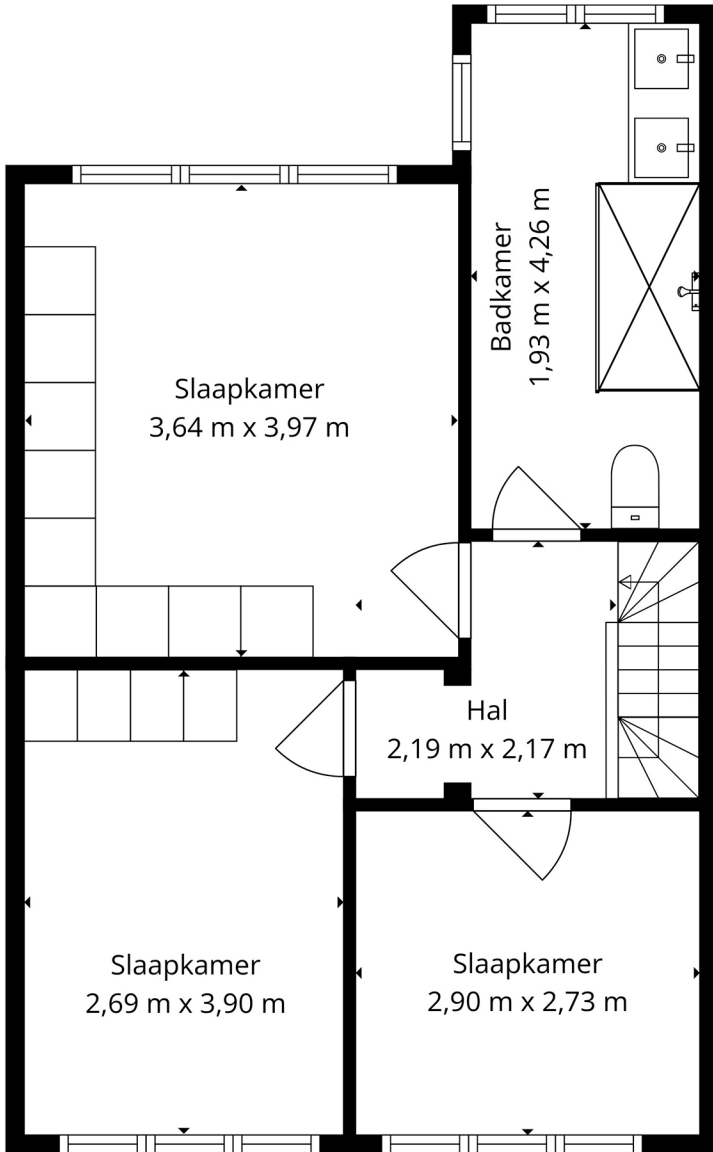 Badkamer
1,93 m x 4,26 m
Slaapkamer
3,64 m x 3,97 m
Hal
2,19 m x 2,17 m
Slaapkamer
2,69 m x 3,90 m
Slaapkamer
2,90 m x 2,73 m